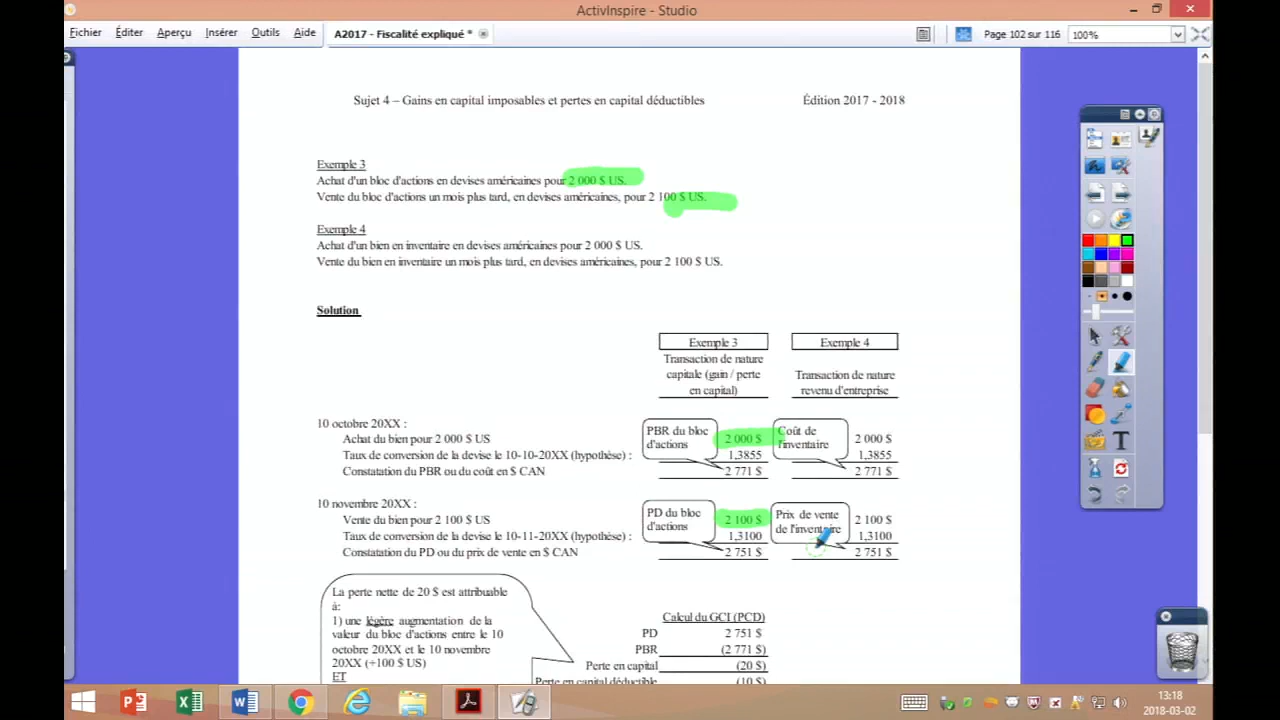 ActivInspire - Studio
Fichier Éditer Aperçu Insérer Outils Aide A2017 - Fiscalité expliqué * Page 102 sur 116 100%
Sujet 4 – Gains en capital imposables et pertes en capital déductibles Édition 2017 - 2018
Exemple 3
Achat d'un bloc d'actions en devises américaines pour 2 000 $ US.
Vente du bloc d'actions un mois plus tard, en devises américaines, pour 2 100 $ US.
Exemple 4
Achat d'un bien en inventaire en devises américaines pour 2 000 $ US.
Vente du bien en inventaire un mois plus tard, en devises américaines, pour 2 100 $ US.
Solution
Exemple 3 Exemple 4
Transaction de nature
capitale (gain / perte Transaction de nature
en capital) revenu d'entreprise
10 octobre 20XX :
PBR du bloc Coût de
d'actions l'inventaire
Achat du bien pour 2 000 $ US 2 000 $ 2 000 $
Taux de conversion de la devise le 10-10-20XX (hypothèse) : 1,3855 1,3855
Constatation du PBR ou du coût en $ CAN 2 771 $ 2 771 $
10 novembre 20XX :
PD du bloc Prix de vente
d'actions de l'inventaire
Vente du bien pour 2 100 $ US 2 100 $ 2 100 $
Taux de conversion de la devise le 10-11-20XX (hypothèse) : 1,3100 1,3100
Constatation du PD ou du prix de vente en $ CAN 2 751 $ 2 751 $
La perte nette de 20 $ est attribuable
à:
1) une légère augmentation de la
valeur du bloc d'actions entre le 10
octobre 20XX et le 10 novembre
20XX (+100 $ US)
ET
Calcul du GCI (PCD)
PD 2 751 $
PBR (2 771 $)
Perte en capital (20 $)
Perte en capital déductible (10 $)
13:18
2018-03-02